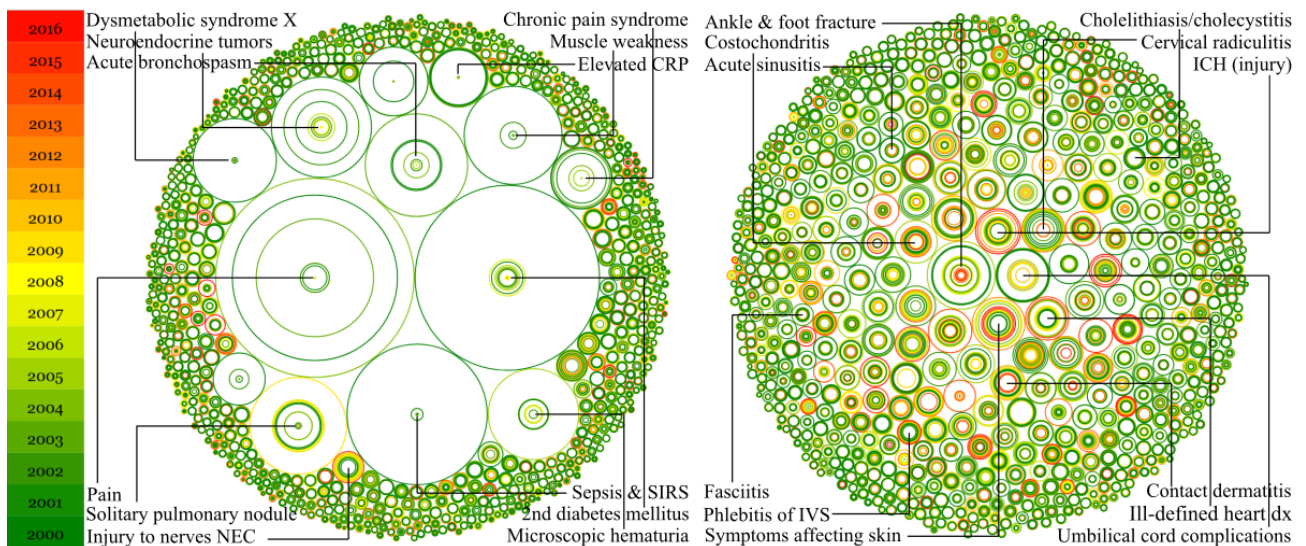 2016
2015
2014
2013
2012
2011
2010
2009
2008
2007
2006
2005
2004
2003
2002
2001
2000
Dysmetabolic syndrome X
Neuroendocrine tumors
Acute bronchospasm
Chronic pain syndrome
Muscle weakness
Elevated CRP
Pain
Solitary pulmonary nodule
Injury to nerves NEC
Sepsis & SIRS
2nd diabetes mellitus
Microscopic hematuria
Ankle & foot fracture
Costochondritis
Acute sinusitis
Cholelithiasis/cholecystitis
Cervical radiculitis
ICH (injury)
Fasciitis
Phlebitis of IVS
Symptoms affecting skin
Contact dermatitis
Ill-defined heart dx
Umbilical cord complications